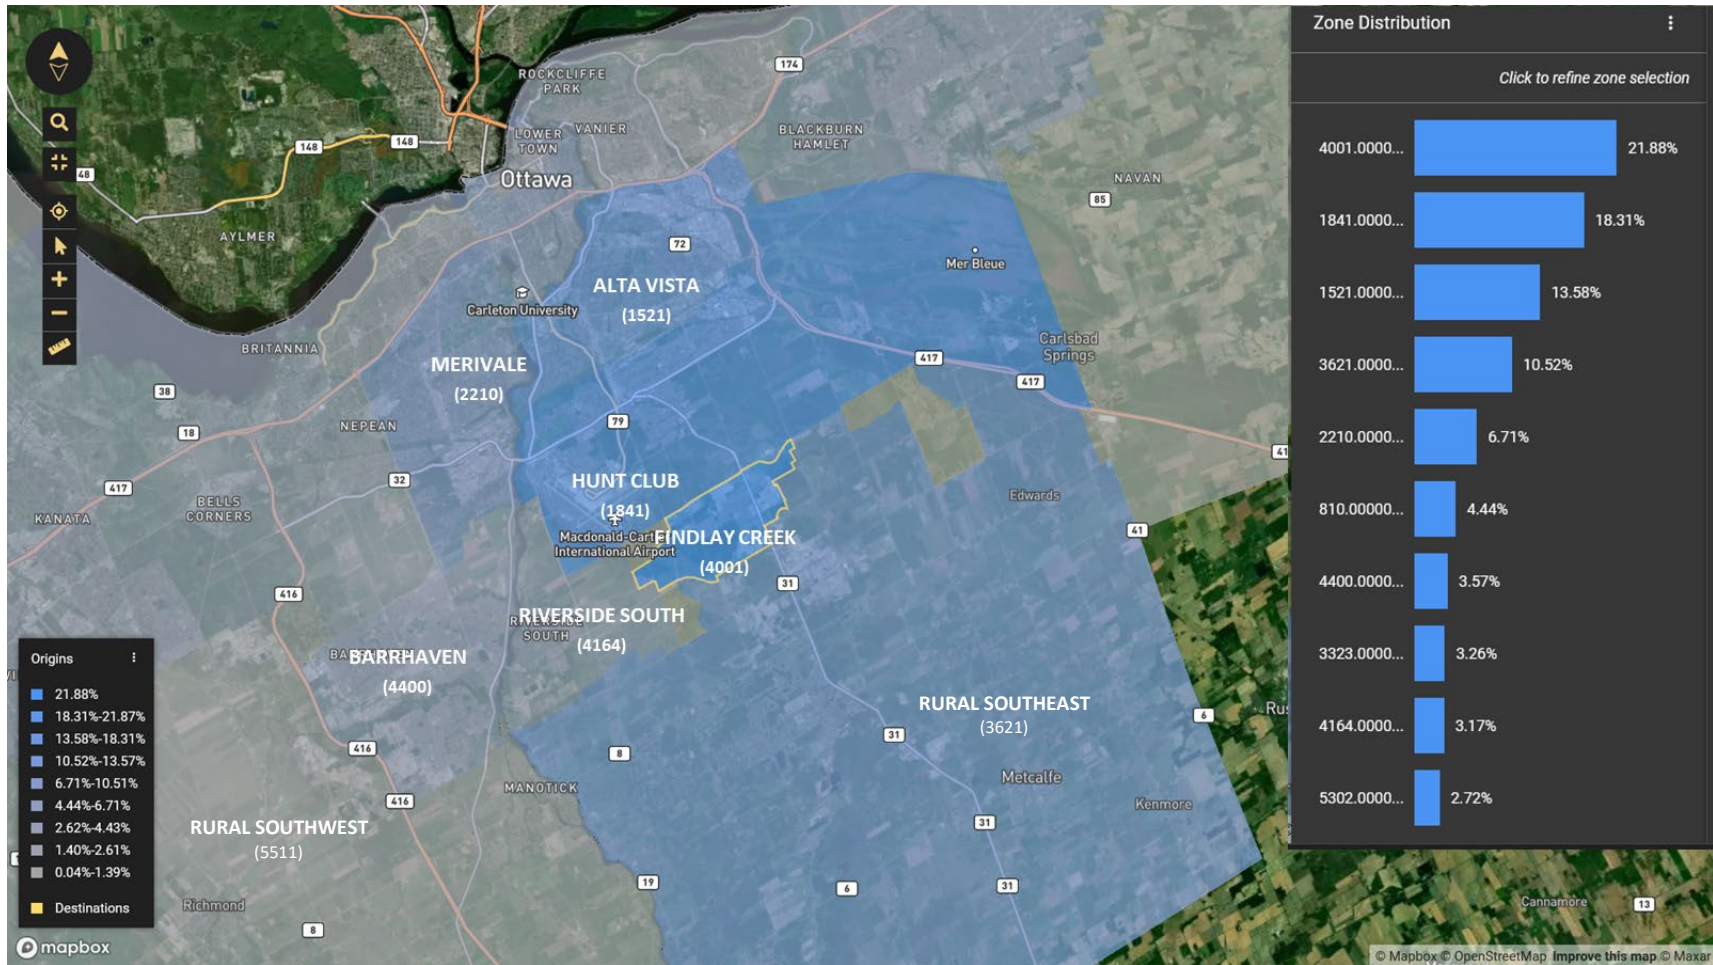 Zone Distribution
Click to refine zone selection
4001.0000...
21.88%
1841.0000...
18.31%
1521.0000...
13.58%
3621.0000...
10.52%
2210.0000...
6.71%
810.00000...
4.44%
4400.0000...
3.57%
3323.0000...
3.26%
4164.0000...
3.17%
5302.0000...
2.72%
ROCKCLIFFE
PARK
174
LOWER
TOWN
VANIER
BLACKBURN
HAMLET
148
148
48
Ottawa
NAVAN
85
AYLMER
72
Mer Bleue
ALTA VISTA
(1521)
Carleton University
BRITANNIA
Carlsbad
Springs
417
417
MERIVALE
(2210)
38
18
NEPEAN
79
41
32
417
HUNT CLUB
(1841)
Edwards
BELLS
CORNERS
KANATA
Macdonald-Cartie
International Airport
FINDLAY CREEK
(4001)
41
31
416
RIVERSIDE SOUTH
RIVERSIDE
SOUTH
(4164)
BARRHAVEN
(4400)
RURAL SOUTHEAST
(3621)
6
Rus
31
416
8
Metcalfe
MANOTICK
416
Kenmore
31
RURAL SOUTHWEST
(5511)
19
6
31
Richmond
8
Cannamore
13
Origins
21.88%
18.31%-21.87%
13.58%-18.31%
10.52%-13.57%
6.71%-10.51%
4.44%-6.71%
2.62%-4.43%
1.40%-2.61%
0.04%-1.39%
Destinations
mapbox
© Mapbox © OpenStreetMap Improve this map © Maxar